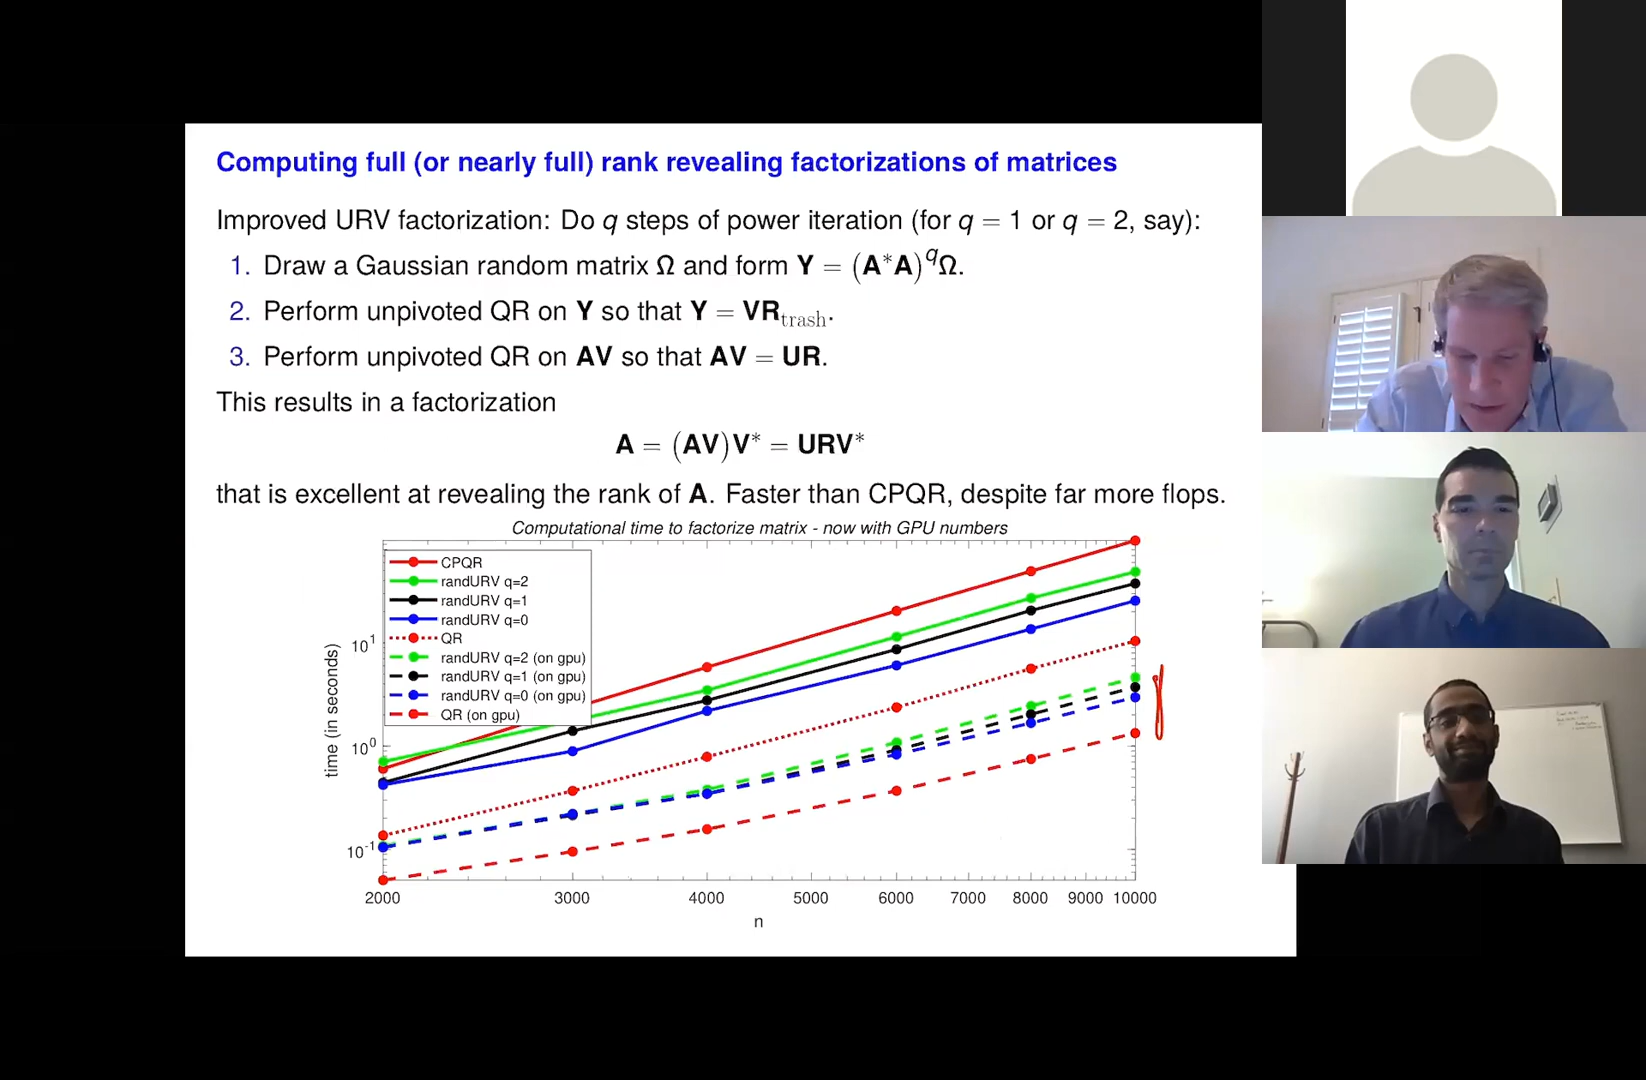 Computing full (or nearly full) rank revealing factorizations of matrices
Improved URV factorization: Do q steps of power iteration (for q = 1 or q = 2, say):
1. Draw a Gaussian random matrix Ω and form Y = (A*A)^qΩ.
2. Perform unpivoted QR on Y so that Y = VR_trash.
3. Perform unpivoted QR on AV so that AV = UR.
This results in a factorization
A = (AV)V* = URV*
that is excellent at revealing the rank of A. Faster than CPQR, despite far more flops.
Computational time to factorize matrix - now with GPU numbers
CPQR
randURV q=2
randURV q=1
randURV q=0
QR
randURV q=2 (on gpu)
randURV q=1 (on gpu)
randURV q=0 (on gpu)
QR (on gpu)
time (in seconds)
10^1
10^0
10^-1
2000 3000 4000 5000 6000 7000 8000 9000 10000
n